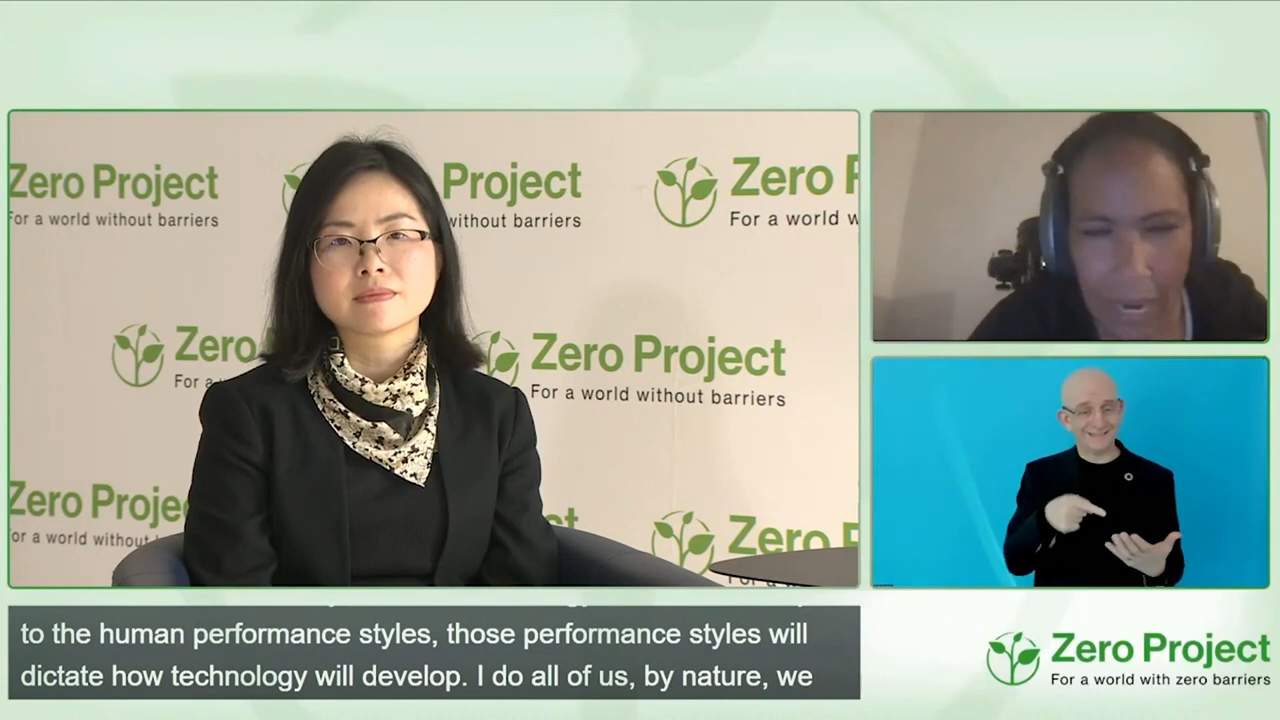 Zero Project
For a world without barriers
Project
without barriers
Zero
For a world w
Zero
For a
Zero Project
For a world without barriers
Zero Projec
or a world without
Zero
to the human performance styles, those performance styles will
dictate how technology will develop. I do all of us, by nature, we
Zero Project
For a world with zero barriers